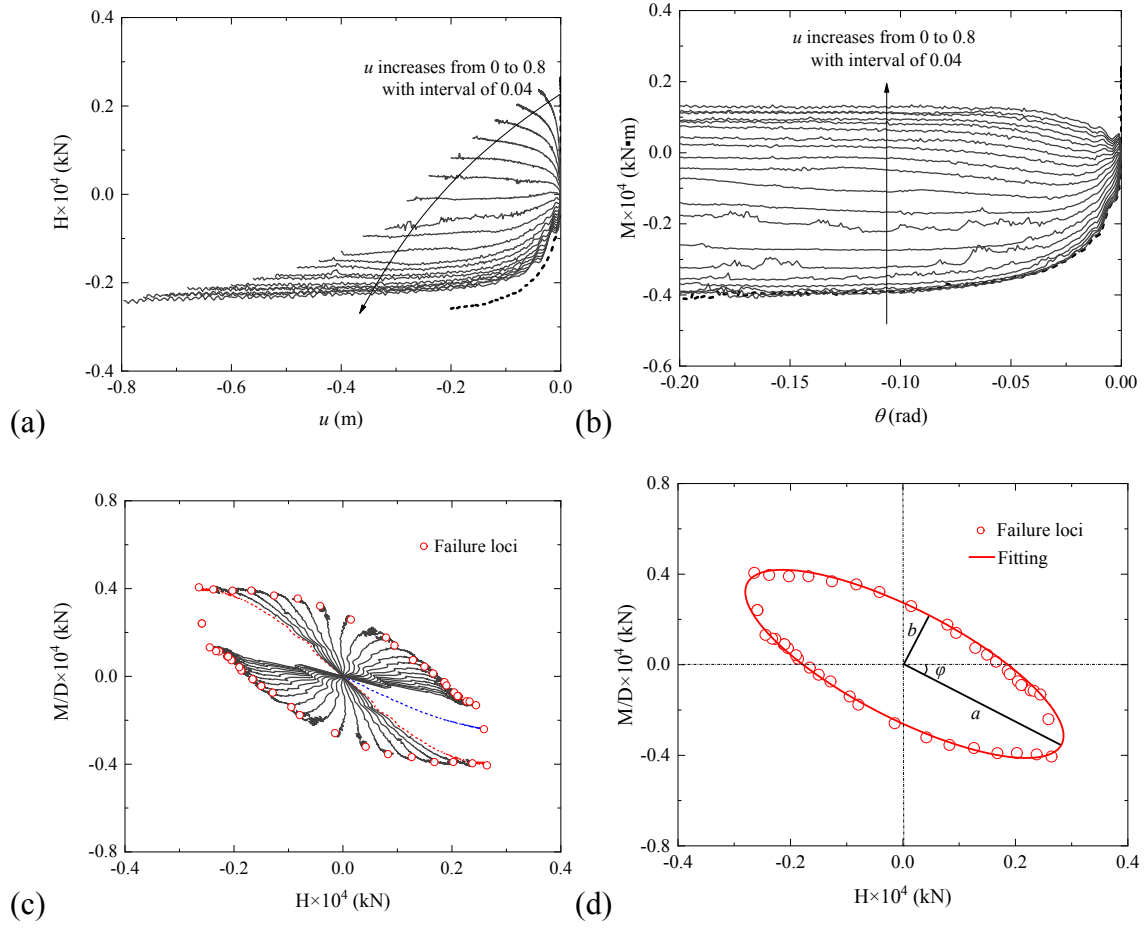 0.4
0.2
0.0
-0.2
0.4
-0.8
-0.6
-0.4
-0.2
0.0
H×10⁴ (kN)
u (m)
u increases from 0 to 0.8
with interval of 0.04
(a)
0.4
0.2
0.0
-0.2
-0.4
-0.6
-0.20
-0.15
-0.10
-0.05
0.00
M×10⁴ (kN▪m)
θ (rad)
u increases from 0 to 0.8
with interval of 0.04
(b)
0.8
0.4
0.0
-0.4
-0.8
-0.4
-0.2
0.0
0.2
0.4
M/D×10⁴ (kN)
H×10⁴ (kN)
Failure loci
(c)
0.8
0.4
0.0
-0.4
-0.8
-0.4
-0.2
0.0
0.2
0.4
M/D×10⁴ (kN)
H×10⁴ (kN)
Failure loci
Fitting
b
φ
a
(d)